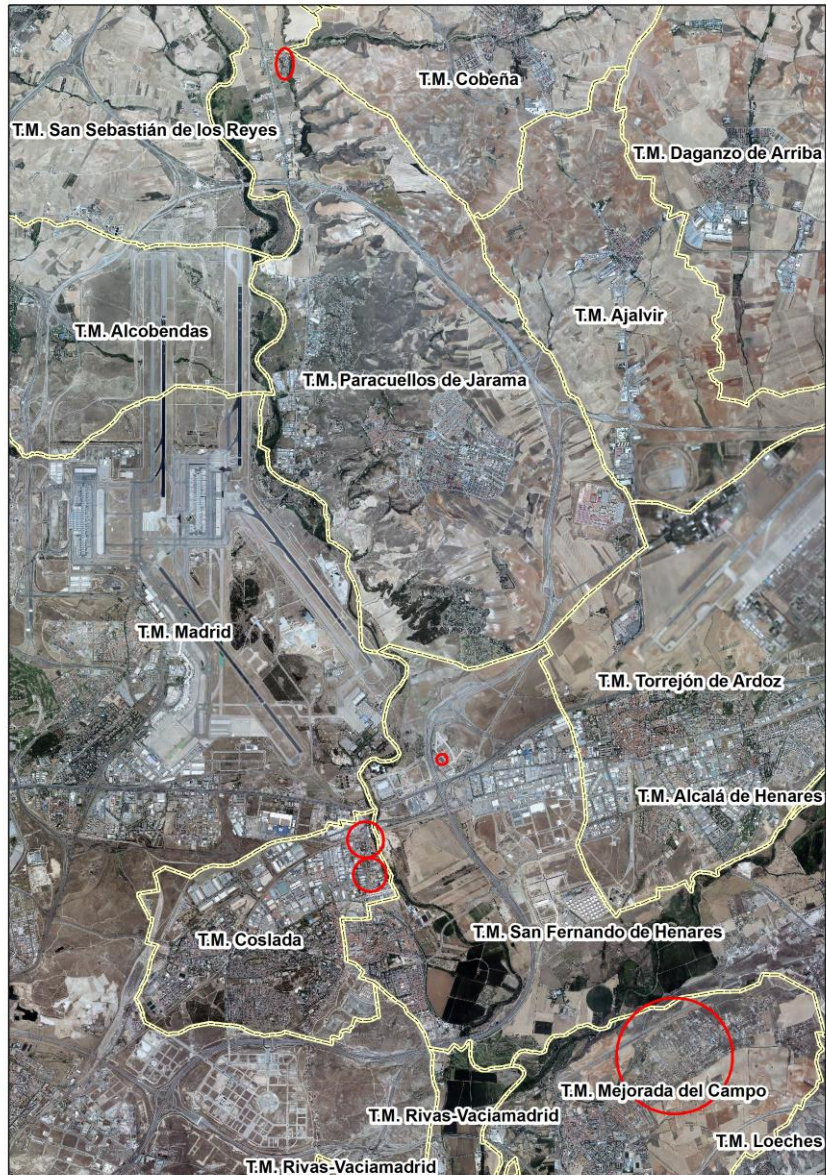 T.M. Cobeña
T.M. San Sebastián de los Reyes
T.M. Daganzo de Arriba
T.M. Ajalvir
T.M. Alcobendas
T.M. Paracuellos de Jarama
T.M. Madrid
T.M. Torrejón de Ardoz
T.M. Alcalá de Henares
T.M. San Fernando de Henares
T.M. Coslada
T.M. Mejorada del Campo
T.M. Rivas-Vaciamadrid
T.M. Loeches
T.M. Rivas-Vaciamadrid